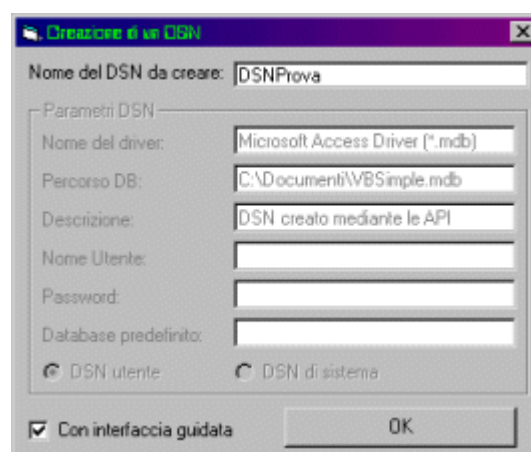 Creazione di un DSN
Nome del DSN da creare: DSNProva
Parametri DSN
Nome del driver: Microsoft Access Driver (*.mdb)
Percorso DB: C:\Documenti\VBSimple.mdb
Descrizione: DSN creato mediante le API
Nome Utente:
Password:
Database predefinito:
DSN utente DSN di sistema
Con interfaccia guidata OK